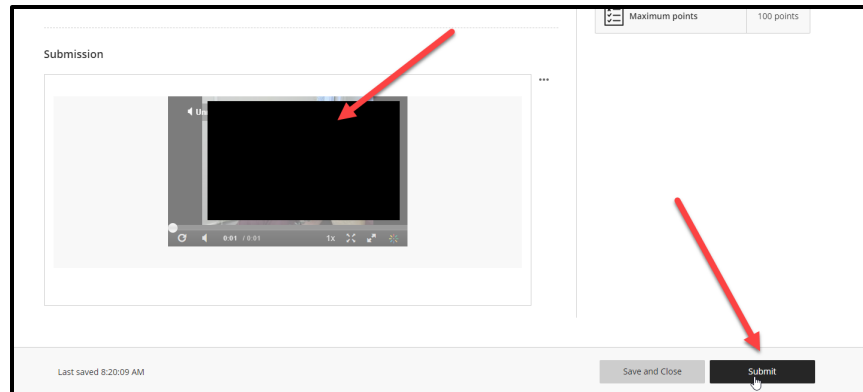 Maximum points 100 points
Submission
...
0:01 / 0:01 1x
Last saved 8:20:09 AM
Save and Close Submit